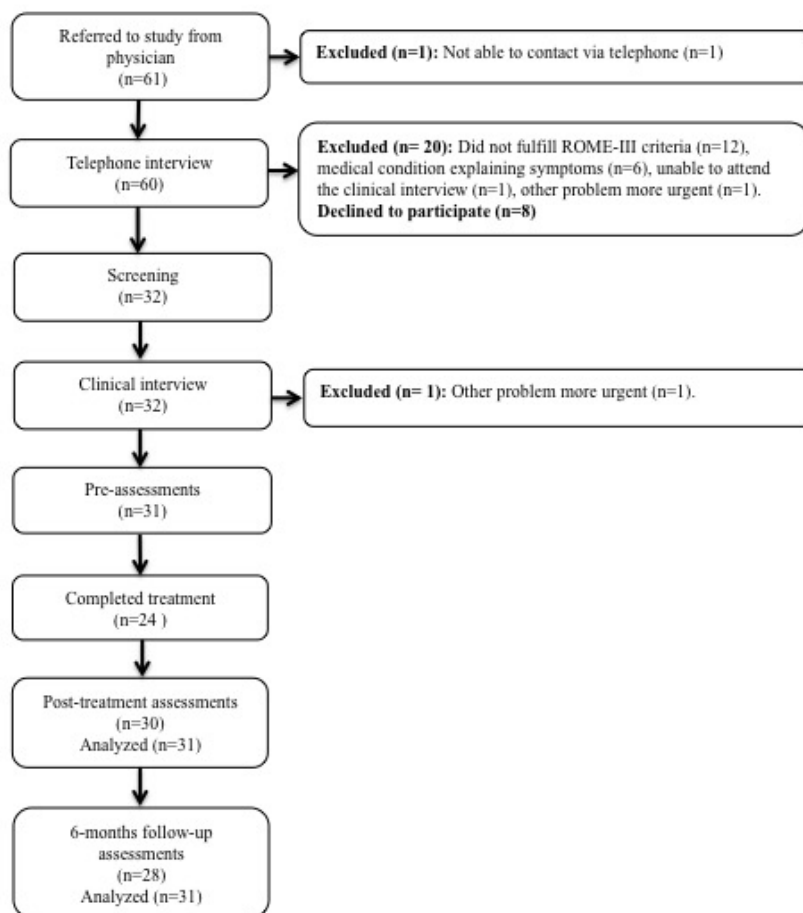 Referred to study from
physician
(n=61)
Excluded (n=1): Not able to contact via telephone (n=1)
Telephone interview
(n=60)
Excluded (n= 20): Did not fulfill ROME-III criteria (n=12),
medical condition explaining symptoms (n=6), unable to attend
the clinical interview (n=1), other problem more urgent (n=1).
Declined to participate (n=8)
Screening
(n=32)
Clinical interview
(n=32)
Excluded (n= 1): Other problem more urgent (n=1).
Pre-assessments
(n=31)
Completed treatment
(n=24 )
Post-treatment assessments
(n=30)
Analyzed (n=31)
6-months follow-up
assessments
(n=28)
Analyzed (n=31)